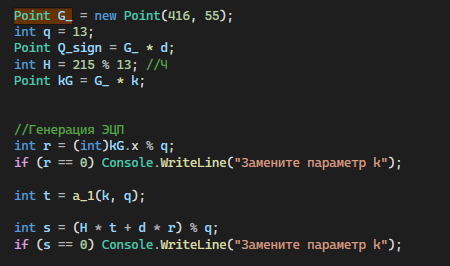 Point G_ = new Point(416, 55);
int q = 13;
Point Q_sign = G_ * d;
int H = 215 % 13; //Ч
Point kG = G_ * k;
//Генерация ЭЦП
int r = (int)kG.x % q;
if (r == 0) Console.WriteLine("Замените параметр k");
int t = a_1(k, q);
int s = (H * t + d * r) % q;
if (s == 0) Console.WriteLine("Замените параметр k");